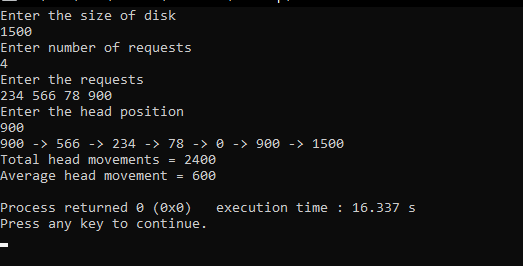 Enter the size of disk
1500
Enter number of requests
4
Enter the requests
234 566 78 900
Enter the head position
900
900 -> 566 -> 234 -> 78 -> 0 -> 900 -> 1500
Total head movements = 2400
Average head movement = 600
Process returned 0 (0x0)   execution time : 16.337 s
Press any key to continue.